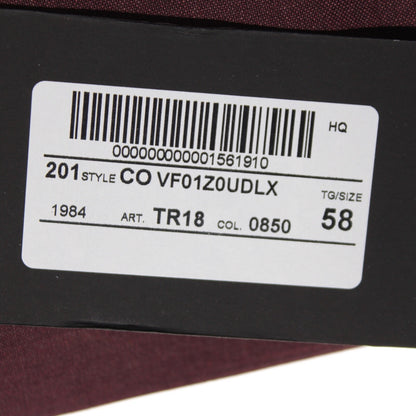 HQ
000000000001561910
201 STYLE CO VF01Z0UDLX
TG/SIZE
1984 ART. TR18 COL. 0850 58